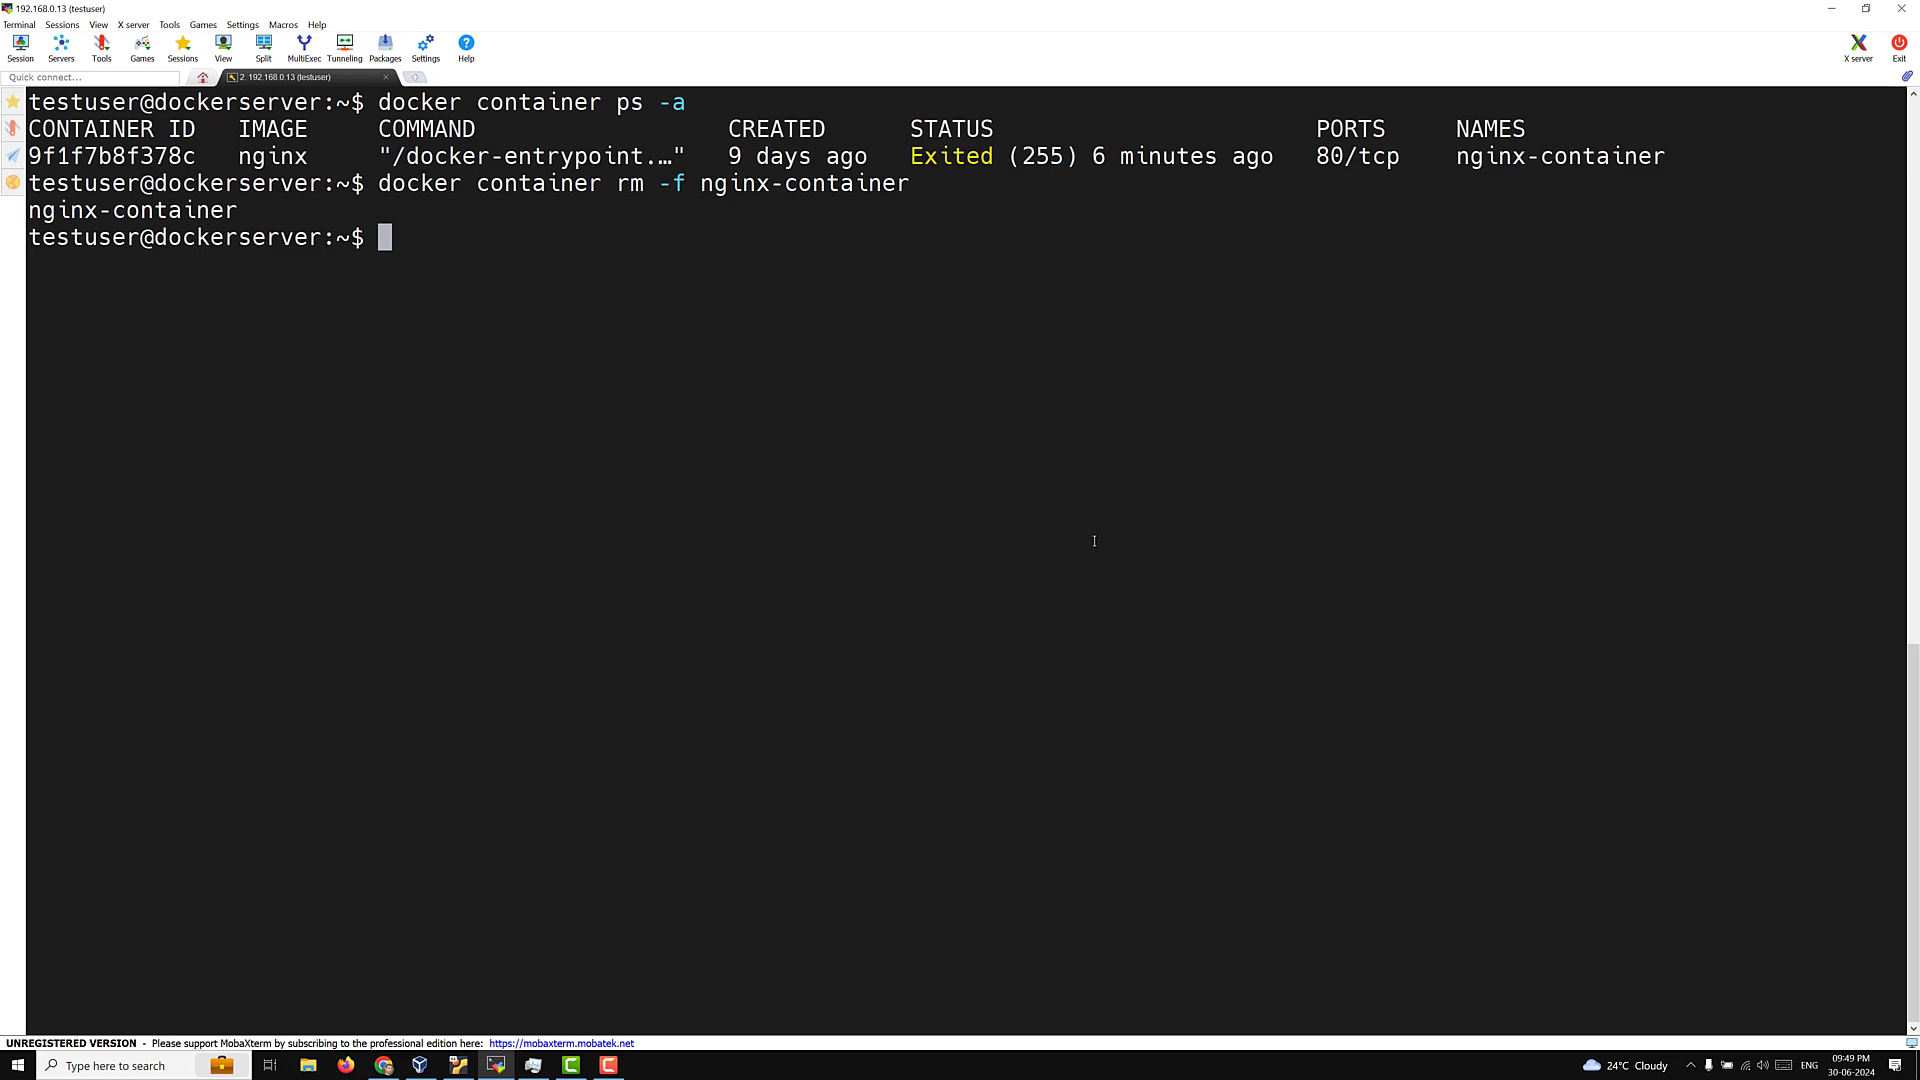 192.168.0.13 (testuser)
Terminal Sessions View X server Tools Games Settings Macros Help
Session Servers Tools Games Sessions View Split MultiExec Tunneling Packages Settings Help X server Exit
Quick connect... 2. 192.168.0.13 (testuser)
testuser@dockerserver:~$ docker container ps -a
CONTAINER ID IMAGE COMMAND CREATED STATUS PORTS NAMES
9f1f7b8f378c nginx "/docker-entrypoint.…" 9 days ago Exited (255) 6 minutes ago 80/tcp nginx-container
testuser@dockerserver:~$ docker container rm -f nginx-container
nginx-container
testuser@dockerserver:~$
UNREGISTERED VERSION - Please support MobaXterm by subscribing to the professional edition here: https://mobaxterm.mobatek.net
Type here to search 24°C Cloudy ENG 09:49 PM
30-06-2024